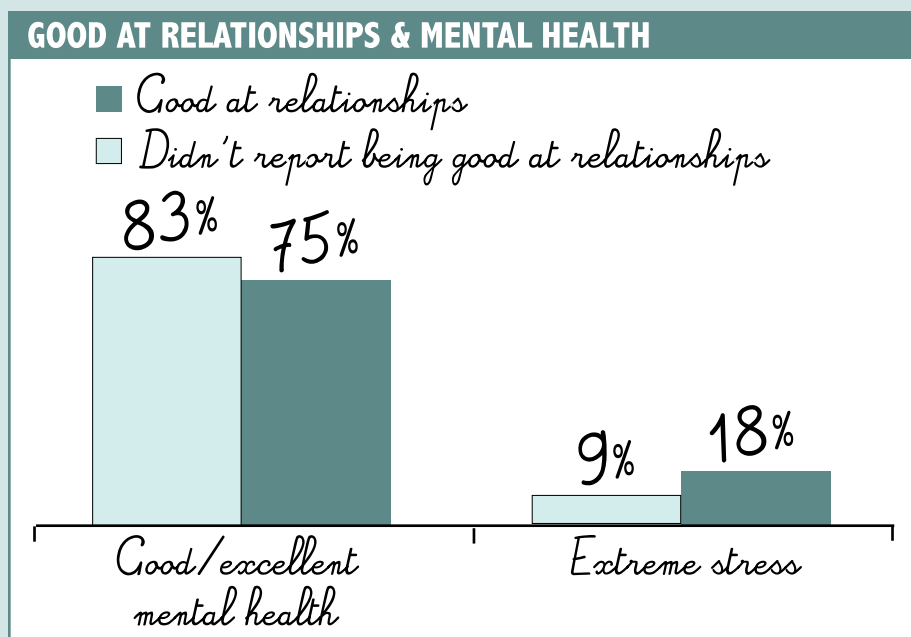 GOOD AT RELATIONSHIPS & MENTAL HEALTH
Good at relationships
Didn't report being good at relationships
83%
75%
9%
18%
Good/excellent
mental health
Extreme stress